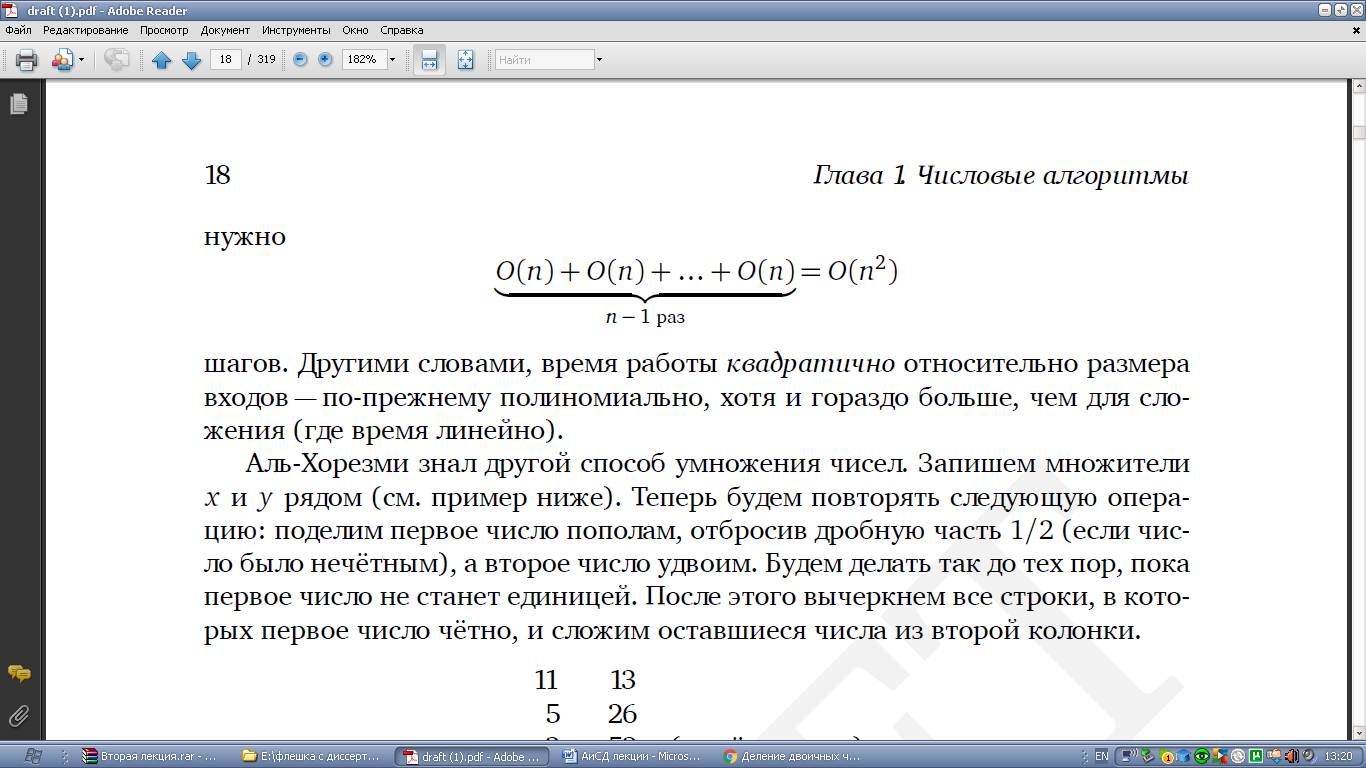 draft (1).pdf - Adobe Reader
Файл Редактирование Просмотр Документ Инструменты Окно Справка
18 / 319 182% Найти
18 Глава 1. Числовые алгоритмы
нужно
O(n) + O(n) + … + O(n) = O(n²)
n − 1 раз
шагов. Другими словами, время работы квадратично относительно размера
входов — по-прежнему полиномиально, хотя и гораздо больше, чем для сло-
жения (где время линейно).
Аль-Хорезми знал другой способ умножения чисел. Запишем множители
x и y рядом (см. пример ниже). Теперь будем повторять следующую опера-
цию: поделим первое число пополам, отбросив дробную часть 1/2 (если чис-
ло было нечётным), а второе число удвоим. Будем делать так до тех пор, пока
первое число не станет единицей. После этого вычеркнем все строки, в кото-
рых первое число чётно, и сложим оставшиеся числа из второй колонки.
11 13
5 26
Вторая лекция.rar - ... E:\флешка с диссерт... draft (1).pdf - Adobe ... АиСД лекции - Micros... Деление двоичных ч... EN 13:20